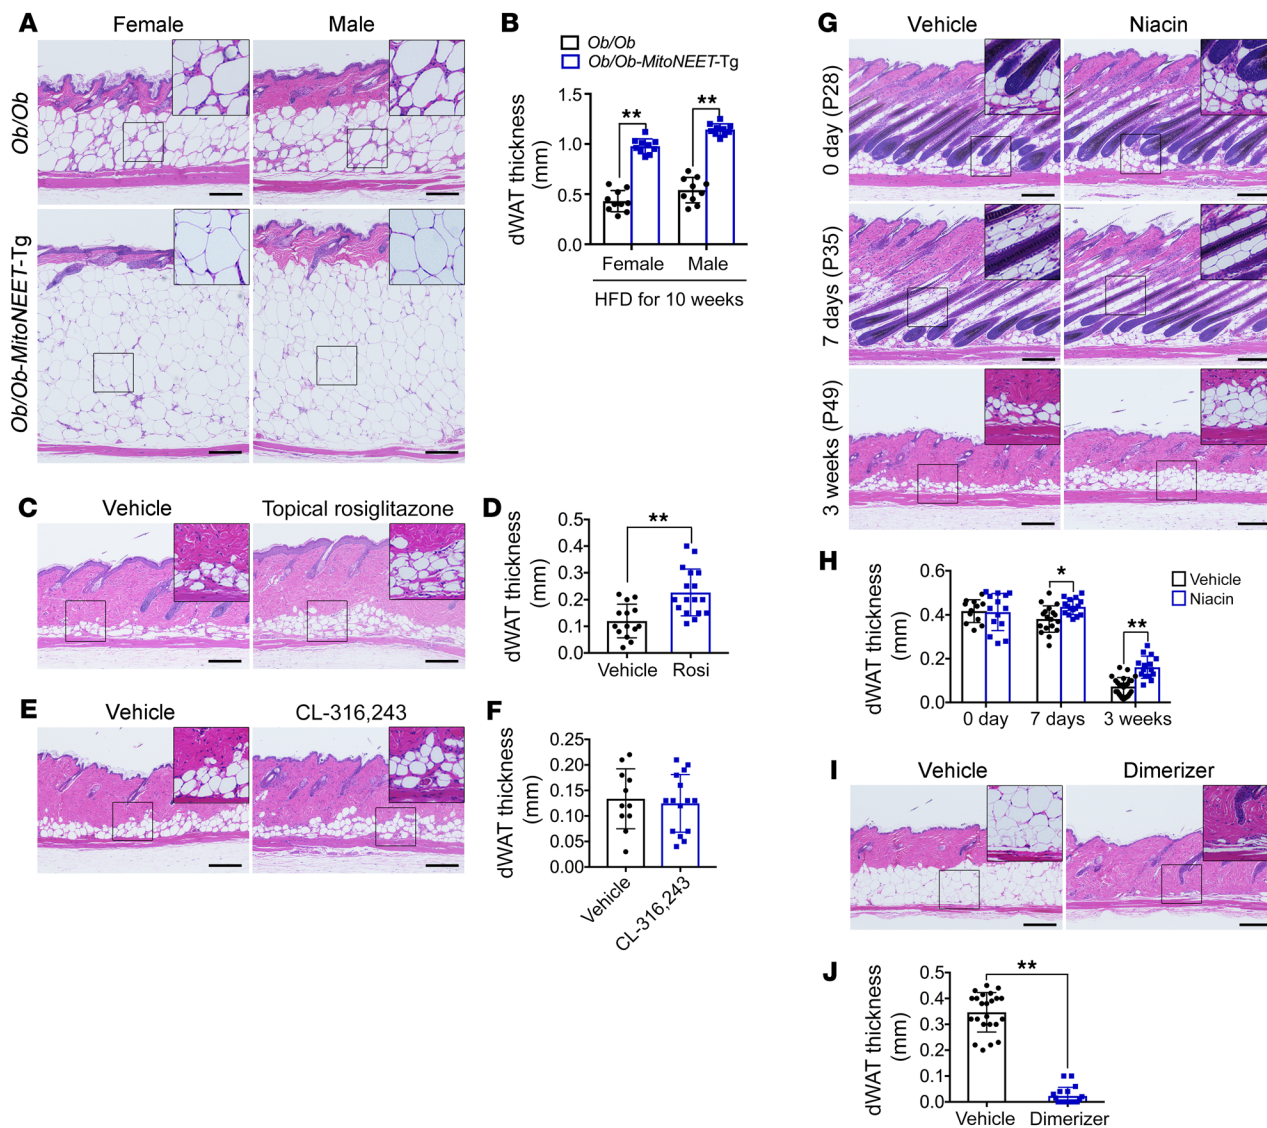 A
Female
Male
Ob/Ob
Ob/Ob-MitoNEET-Tg
B
Ob/Ob
Ob/Ob-MitoNEET-Tg
dWAT thickness
(mm)
1.5
1.0
0.5
0.0
**
**
Female
Male
HFD for 10 weeks
C
Vehicle
Topical rosiglitazone
D
dWAT thickness
(mm)
0.5
0.4
0.3
0.2
0.1
0.0
**
Vehicle
Rosi
E
Vehicle
CL-316,243
F
dWAT thickness
(mm)
0.25
0.20
0.15
0.10
0.05
0.00
Vehicle
CL-316,243
G
Vehicle
Niacin
0 day (P28)
7 days (P35)
3 weeks (P49)
H
dWAT thickness
(mm)
0.6
0.4
0.2
0.0
*
**
Vehicle
Niacin
0 day
7 days
3 weeks
I
Vehicle
Dimerizer
J
dWAT thickness
(mm)
0.5
0.4
0.3
0.2
0.1
0.0
**
Vehicle
Dimerizer